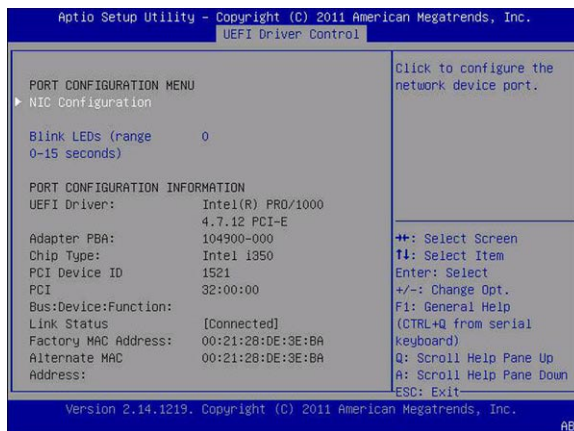 Aptio Setup Utility – Copyright (C) 2011 American Megatrends, Inc.
UEFI Driver Control
PORT CONFIGURATION MENU
NIC Configuration
Blink LEDs (range 0
0-15 seconds)
PORT CONFIGURATION INFORMATION
UEFI Driver: Intel(R) PRO/1000
4.7.12 PCI-E
Adapter PBA: 104900-000
Chip Type: Intel i350
PCI Device ID 1521
PCI 32:00:00
Bus:Device:Function:
Link Status [Connected]
Factory MAC Address: 00:21:28:DE:3E:BA
Alternate MAC 00:21:28:DE:3E:BA
Address:
Click to configure the
network device port.
→←: Select Screen
↑↓: Select Item
Enter: Select
+/-: Change Opt.
F1: General Help
(CTRL+Q from serial
keyboard)
Q: Scroll Help Pane Up
A: Scroll Help Pane Down
ESC: Exit
Version 2.14.1219. Copyright (C) 2011 American Megatrends, Inc.
AB